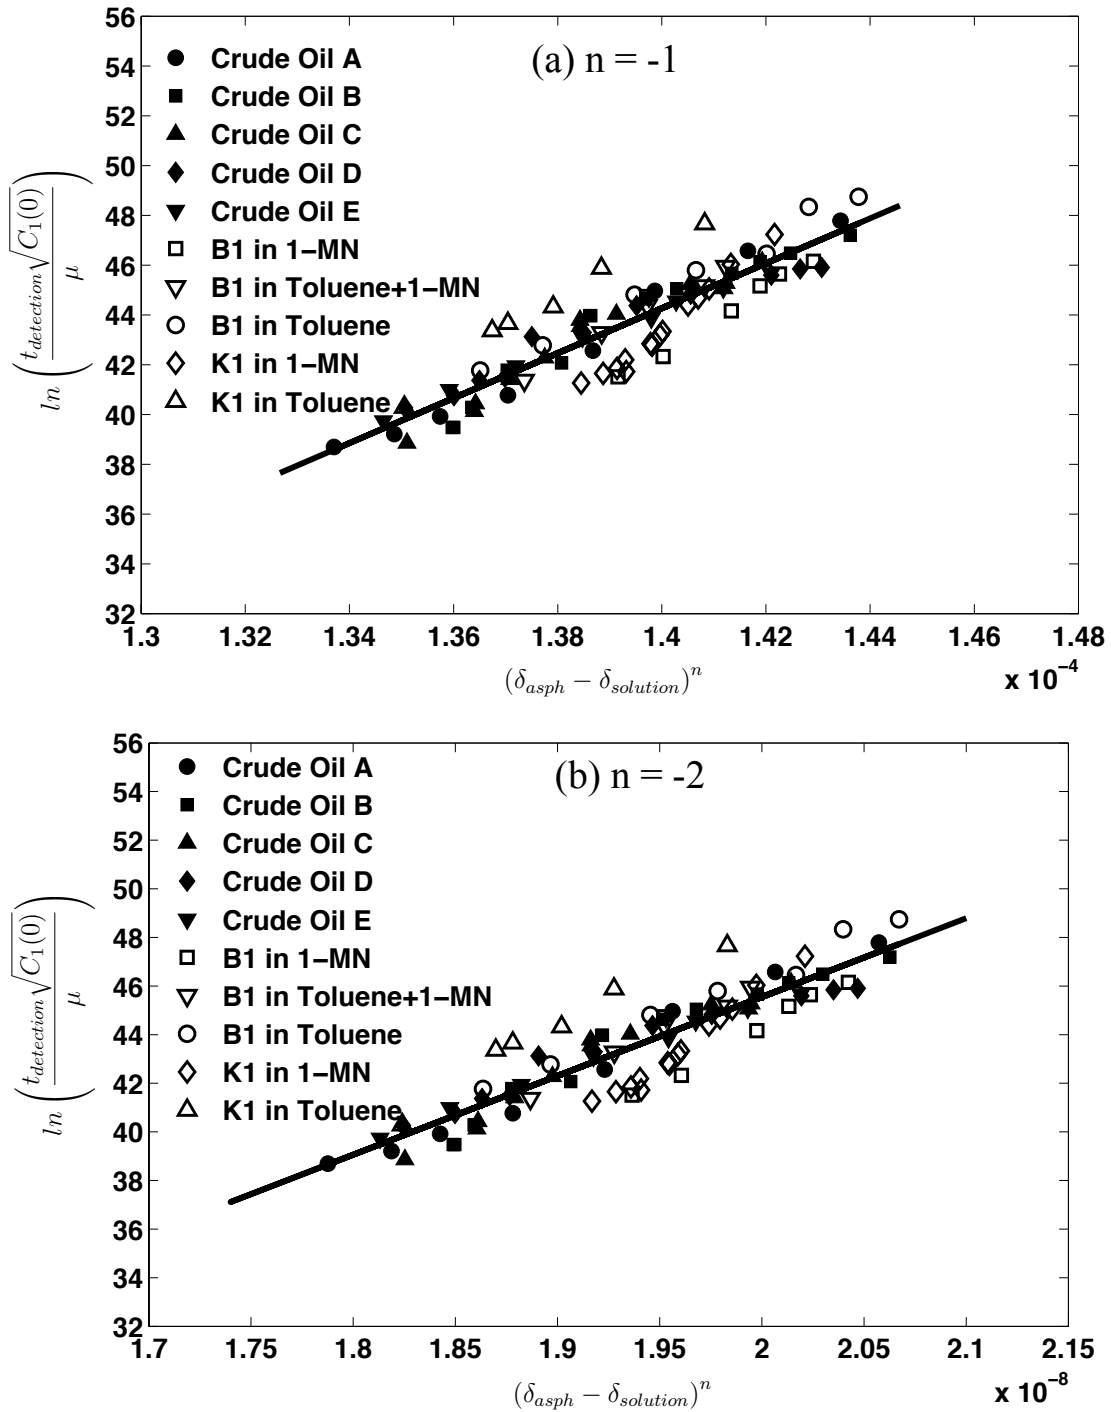 (a) n = -1
56
54
52
50
48
46
44
42
40
38
36
34
32
ln (t_detection √C₁(0) / μ)
Crude Oil A
Crude Oil B
Crude Oil C
Crude Oil D
Crude Oil E
B1 in 1−MN
B1 in Toluene+1−MN
B1 in Toluene
K1 in 1−MN
K1 in Toluene
1.3 1.34 1.36 1.38 1.4 1.42 1.44 1.46 1.48
(δ_asph − δ_solution)ⁿ
x 10⁻⁴
(b) n = -2
56
54
52
50
48
46
44
42
40
38
36
34
32
ln (t_detection √C₁(0) / μ)
Crude Oil A
Crude Oil B
Crude Oil C
Crude Oil D
Crude Oil E
B1 in 1−MN
B1 in Toluene+1−MN
B1 in Toluene
K1 in 1−MN
K1 in Toluene
1.7 1.75 1.8 1.85 1.9 1.95 2 2.05 2.1 2.15
(δ_asph − δ_solution)ⁿ
x 10⁻⁸